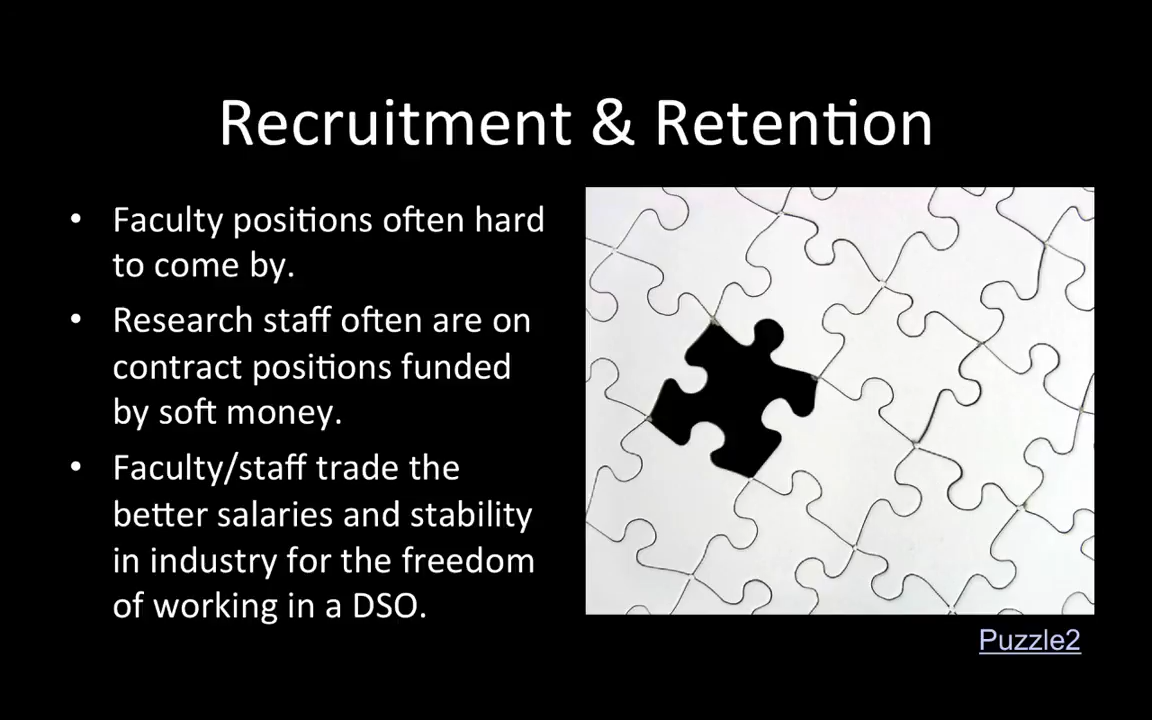 Recruitment & Retention
• Faculty positions often hard
to come by.
• Research staff often are on
contract positions funded
by soft money.
• Faculty/staff trade the
better salaries and stability
in industry for the freedom
of working in a DSO.
Puzzle2